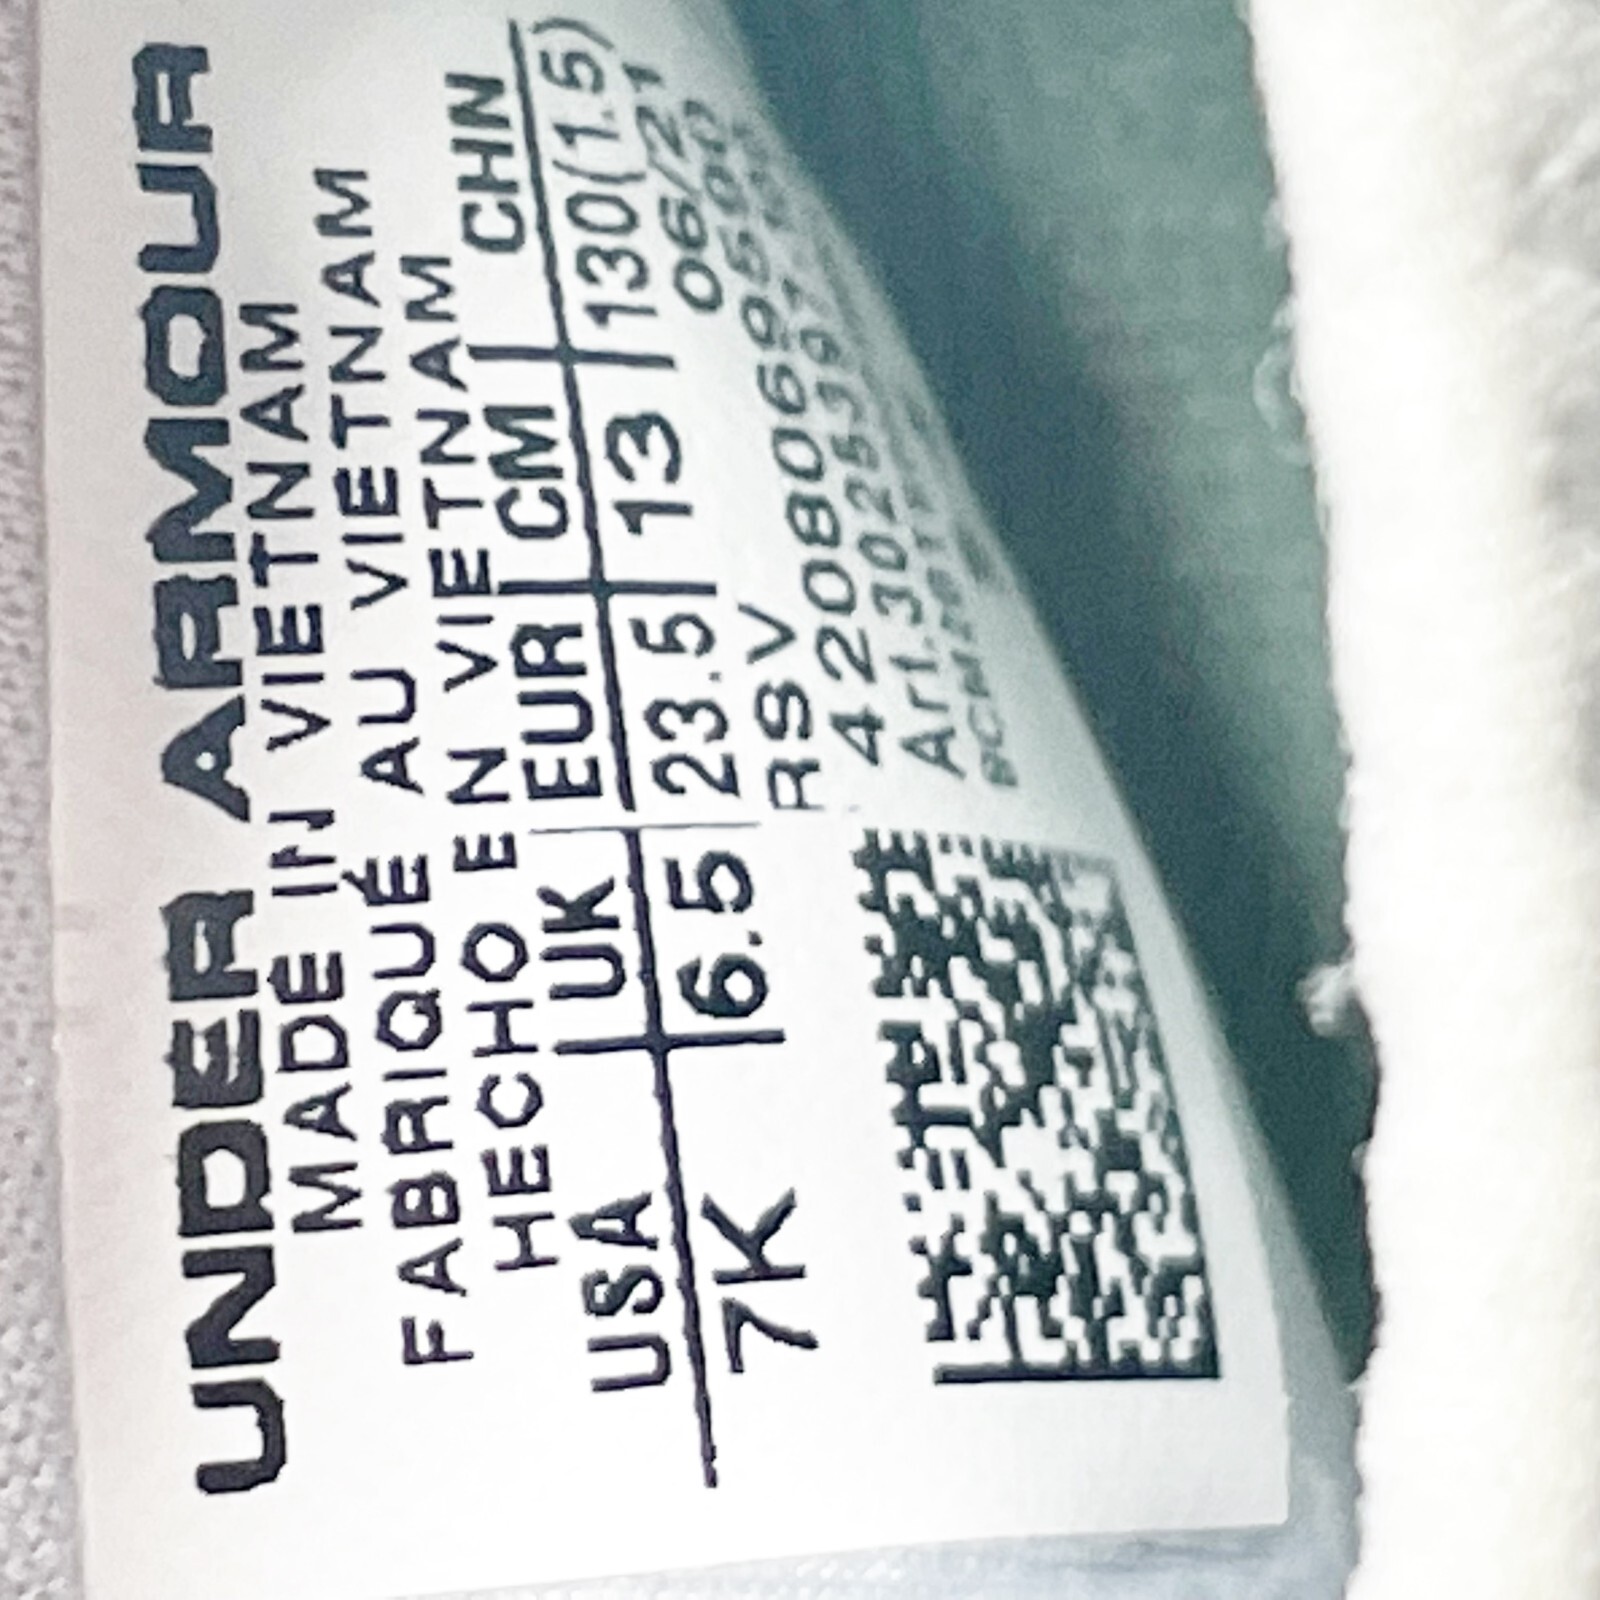 UNDER ARMOUR
MADE IN VIETNAM
FABRIQUÉ AU VIETNAM
HECHO EN VIETNAM
USA UK EUR CM CHN
7K 6.5 23.5 13 130(1.5)
RSV 06/21
Art.